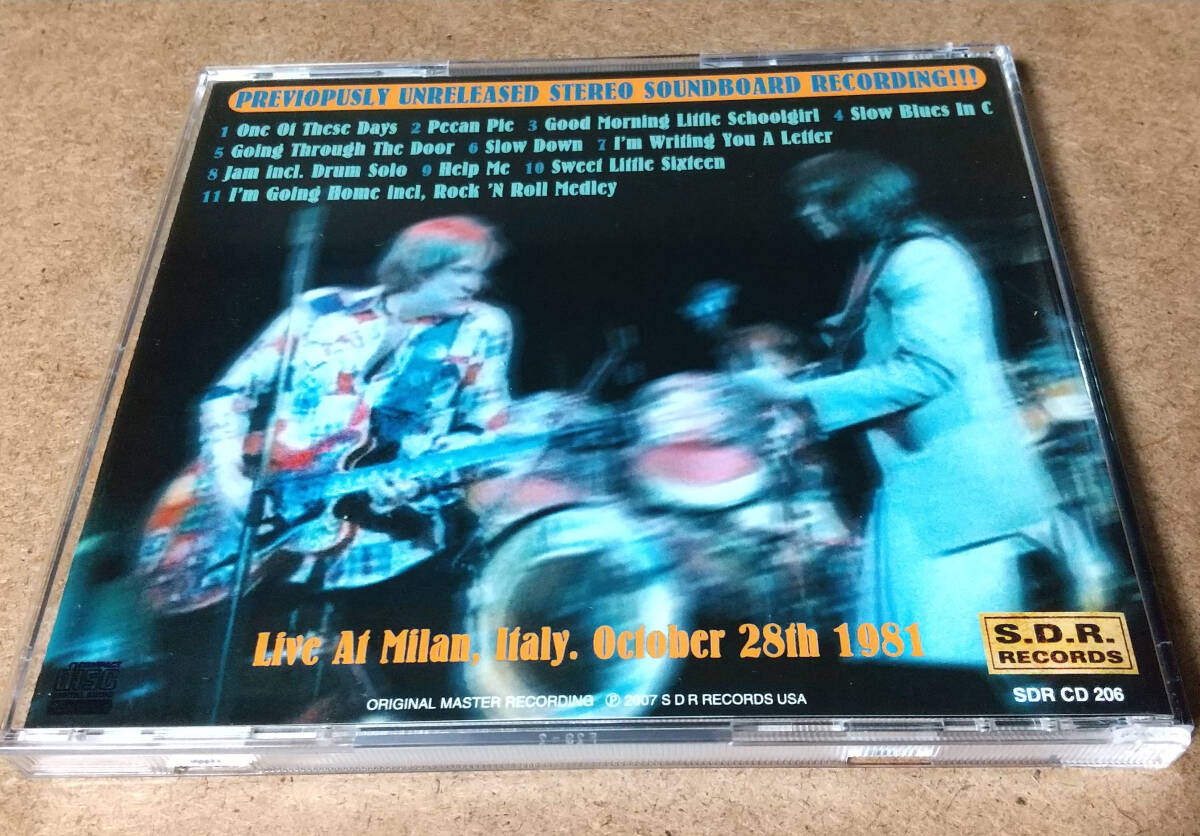 PREVIOPUSLY UNRELEASED STEREO SOUNDBOARD RECORDING!!!
1 One Of These Days 2 Pecan Pie 3 Good Morning Little Schoolgirl 4 Slow Blues In C
5 Going Through The Door 6 Slow Down 7 I'm Writing You A Letter
8 Jam Incl. Drum Solo 9 Help Me 10 Sweet Little Sixteen
11 I'm Going Home Incl, Rock 'N Roll Medley
Live At Milan, Italy. October 28th 1981
S.D.R.
RECORDS
disc
ORIGINAL MASTER RECORDING ℗ 2007 S D R RECORDS USA
SDR CD 206